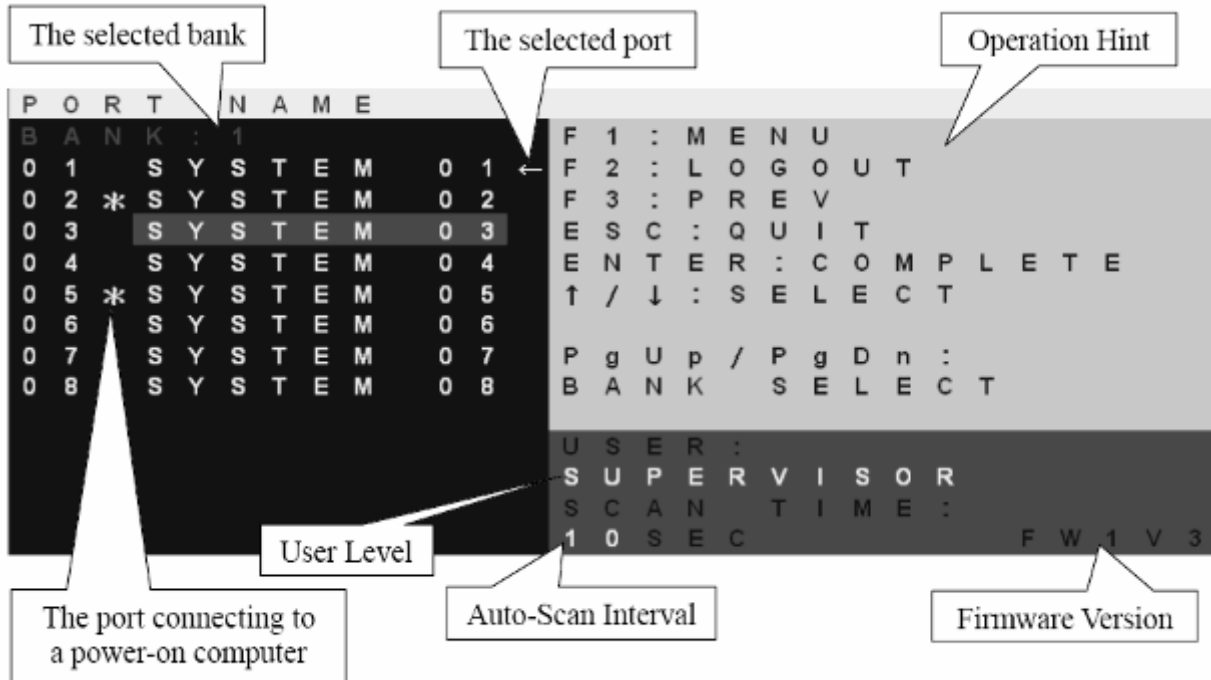 The selected bank
The selected port
Operation Hint
PORT NAME
BANK:1
01 SYSTEM 01 ←
02 * SYSTEM 02
03 SYSTEM 03
04 SYSTEM 04
05 * SYSTEM 05
06 SYSTEM 06
07 SYSTEM 07
08 SYSTEM 08
F1:MENU
F2:LOGOUT
F3:PREV
ESC:QUIT
ENTER:COMPLETE
↑/↓:SELECT
PgUp/PgDn:
BANK SELECT
USER:
SUPERVISOR
SCAN TIME:
10SEC FW1V3
User Level
The port connecting to
a power-on computer
Auto-Scan Interval
Firmware Version